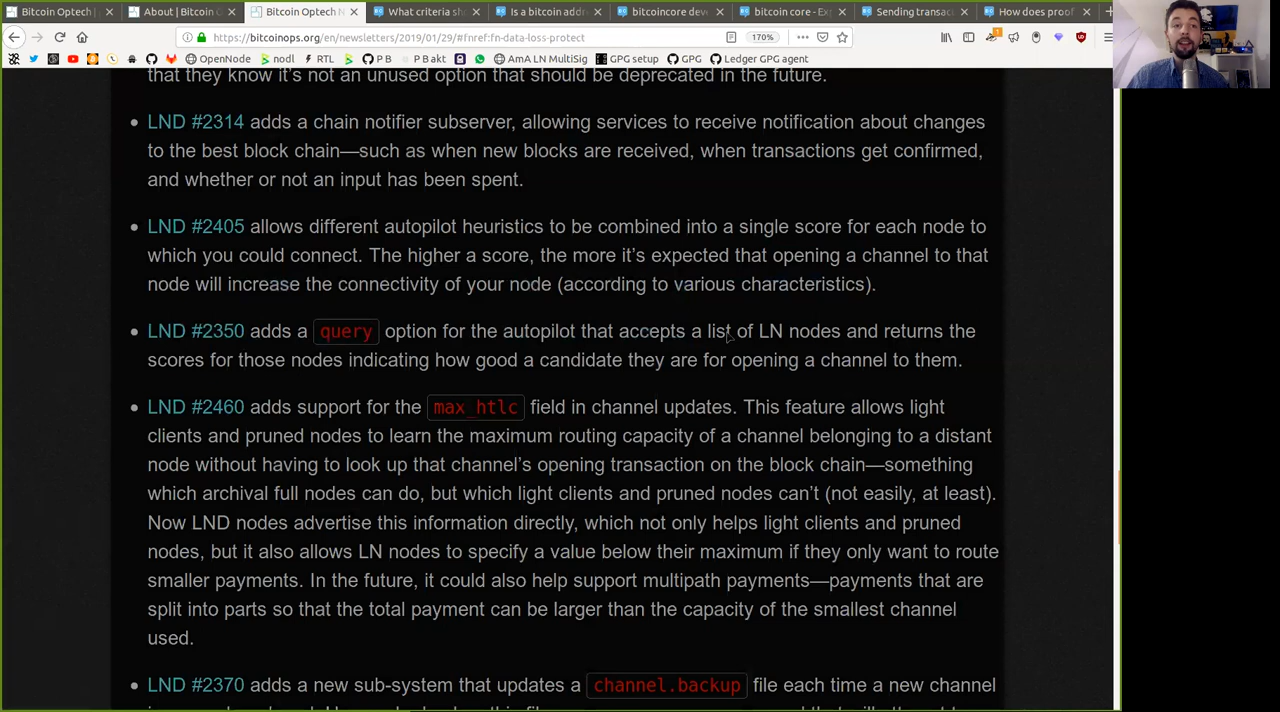 Bitcoin Optech
About | Bitcoin O
Bitcoin Optech N
What criteria sh
Is a bitcoin addr
bitcoincore dev
bitcoin core - Ex
Sending transac
How does proof
https://bitcoinops.org/en/newsletters/2019/01/29/#fnref:fn-data-loss-protect
170%
OpenNode
nodl
RTL
P B
P B akt
AmA LN MultiSig
GPG setup
GPG
Ledger GPG agent
that they know it's not an unused option that should be deprecated in the future.
LND #2314 adds a chain notifier subserver, allowing services to receive notification about changes
to the best block chain—such as when new blocks are received, when transactions get confirmed,
and whether or not an input has been spent.
LND #2405 allows different autopilot heuristics to be combined into a single score for each node to
which you could connect. The higher a score, the more it's expected that opening a channel to that
node will increase the connectivity of your node (according to various characteristics).
LND #2350 adds a query option for the autopilot that accepts a list of LN nodes and returns the
scores for those nodes indicating how good a candidate they are for opening a channel to them.
LND #2460 adds support for the max_htlc field in channel updates. This feature allows light
clients and pruned nodes to learn the maximum routing capacity of a channel belonging to a distant
node without having to look up that channel's opening transaction on the block chain—something
which archival full nodes can do, but which light clients and pruned nodes can't (not easily, at least).
Now LND nodes advertise this information directly, which not only helps light clients and pruned
nodes, but it also allows LN nodes to specify a value below their maximum if they only want to route
smaller payments. In the future, it could also help support multipath payments—payments that are
split into parts so that the total payment can be larger than the capacity of the smallest channel
used.
LND #2370 adds a new sub-system that updates a channel.backup file each time a new channel